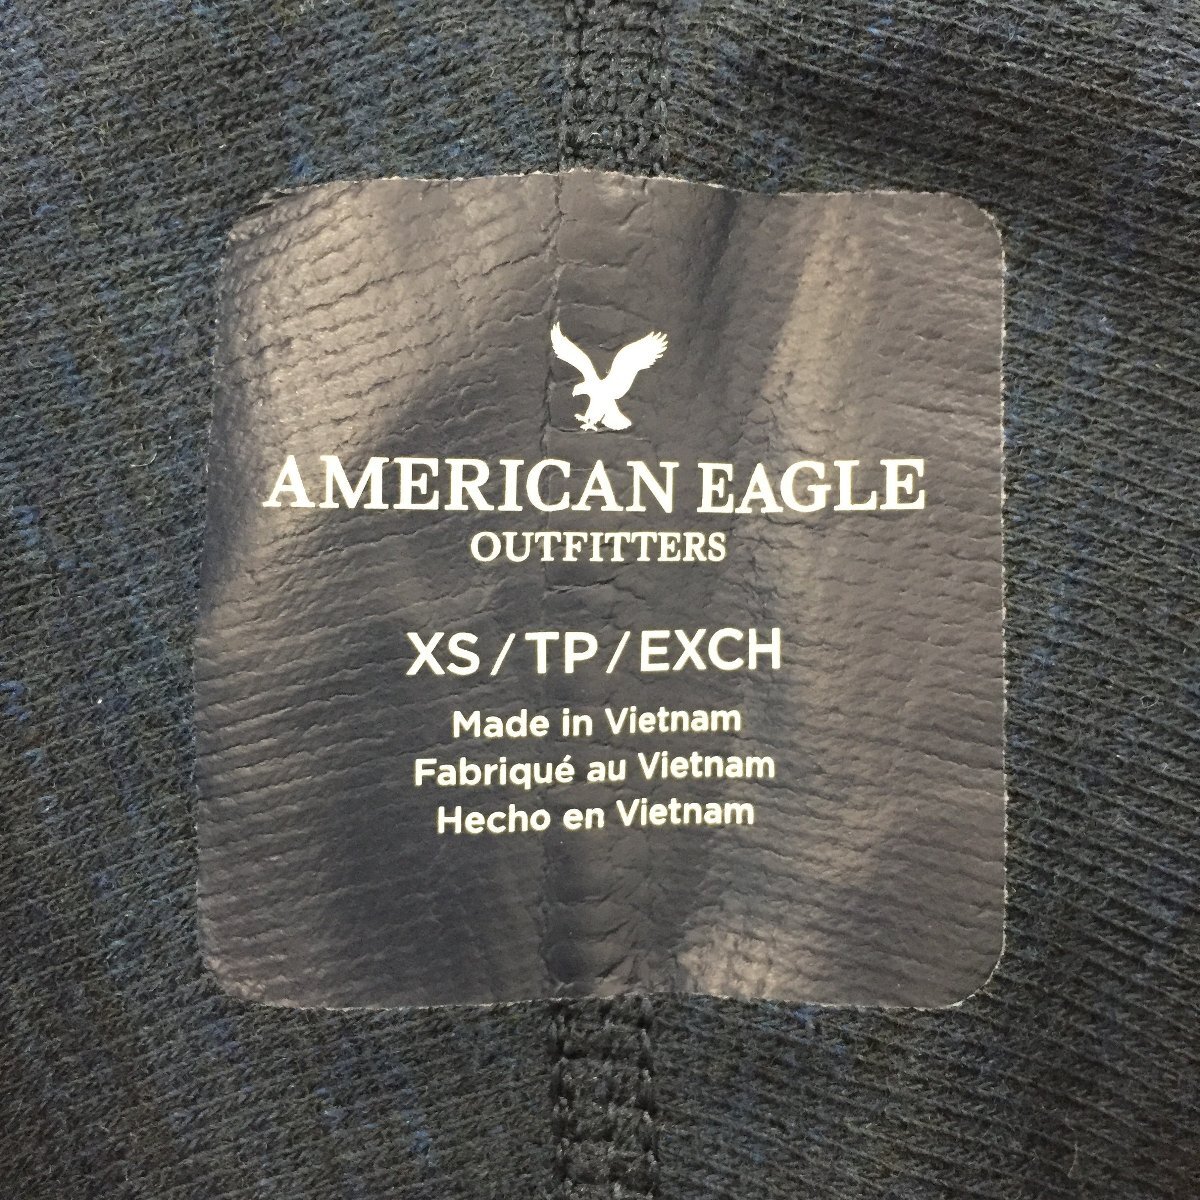 AMERICAN EAGLE
OUTFITTERS
XS/TP/EXCH
Made in Vietnam
Fabriqué au Vietnam
Hecho en Vietnam